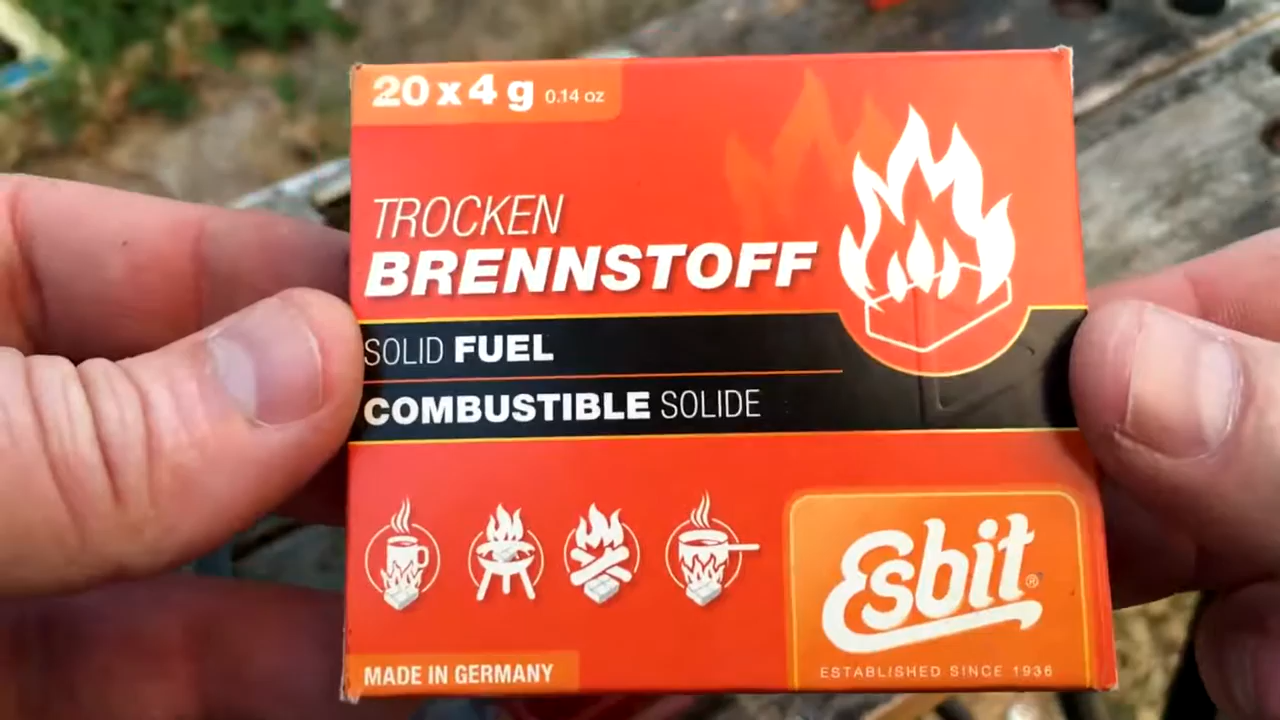 20 x 4 g 0.14 oz
TROCKEN
BRENNSTOFF
SOLID FUEL
COMBUSTIBLE SOLIDE
Esbit®
ESTABLISHED SINCE 1936
MADE IN GERMANY